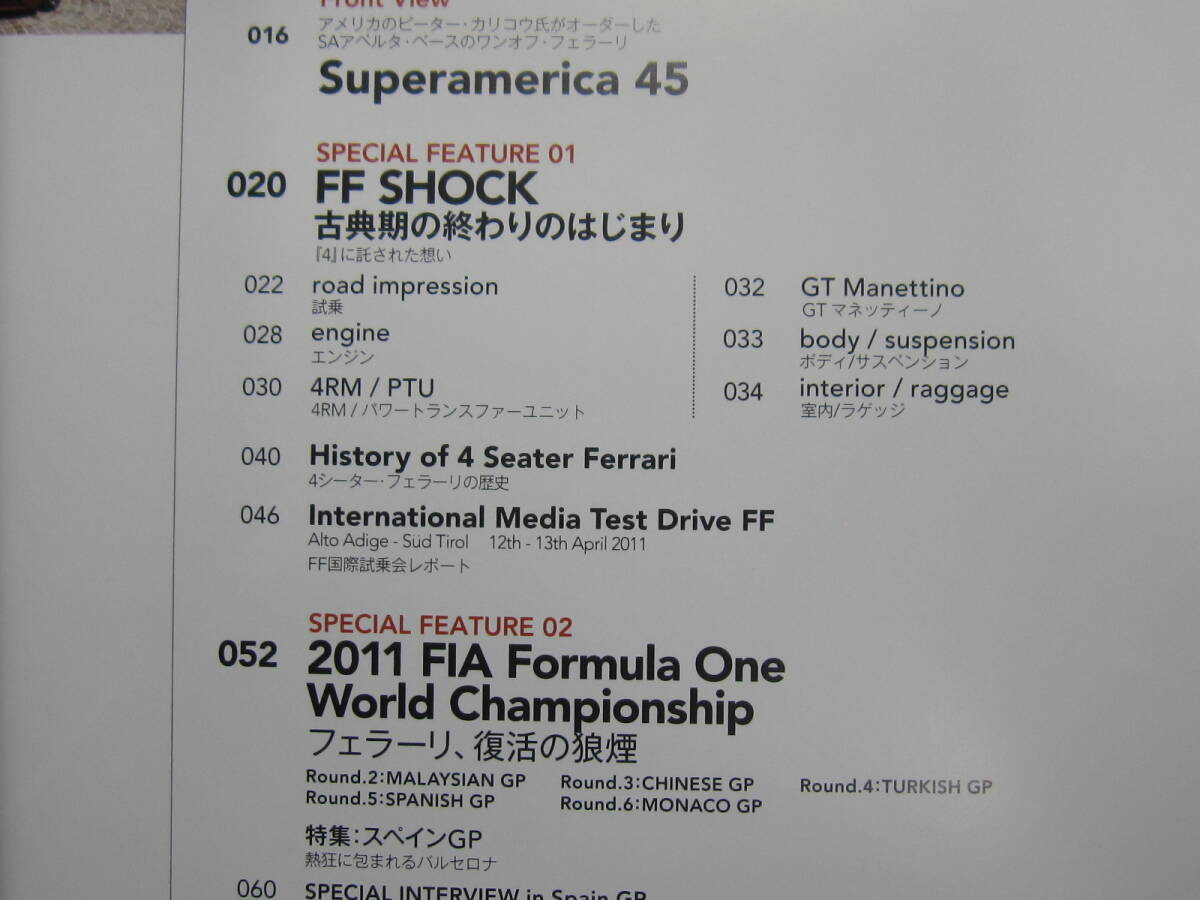 Front View
アメリカのピーター・カリコウ氏がオーダーした
016
SAアペルタ・ベースのワンオフ・フェラーリ
Superamerica 45
SPECIAL FEATURE 01
020 FF SHOCK
古典期の終わりのはじまり
『4』に託された想い
022 road impression
試乗
028 engine
エンジン
030 4RM / PTU
4RM / パワートランスファーユニット
032 GT Manettino
GT マネッティーノ
033 body / suspension
ボディ/サスペンション
034 interior / raggage
室内/ラゲッジ
040 History of 4 Seater Ferrari
4シーター・フェラーリの歴史
046 International Media Test Drive FF
Alto Adige - Süd Tirol 12th - 13th April 2011
FF国際試乗会レポート
SPECIAL FEATURE 02
052 2011 FIA Formula One
World Championship
フェラーリ、復活の狼煙
Round.2:MALAYSIAN GP Round.3:CHINESE GP Round.4:TURKISH GP
Round.5:SPANISH GP Round.6:MONACO GP
特集:スペインGP
熱狂に包まれるバルセロナ
060 SPECIAL INTERVIEW in Spain GP